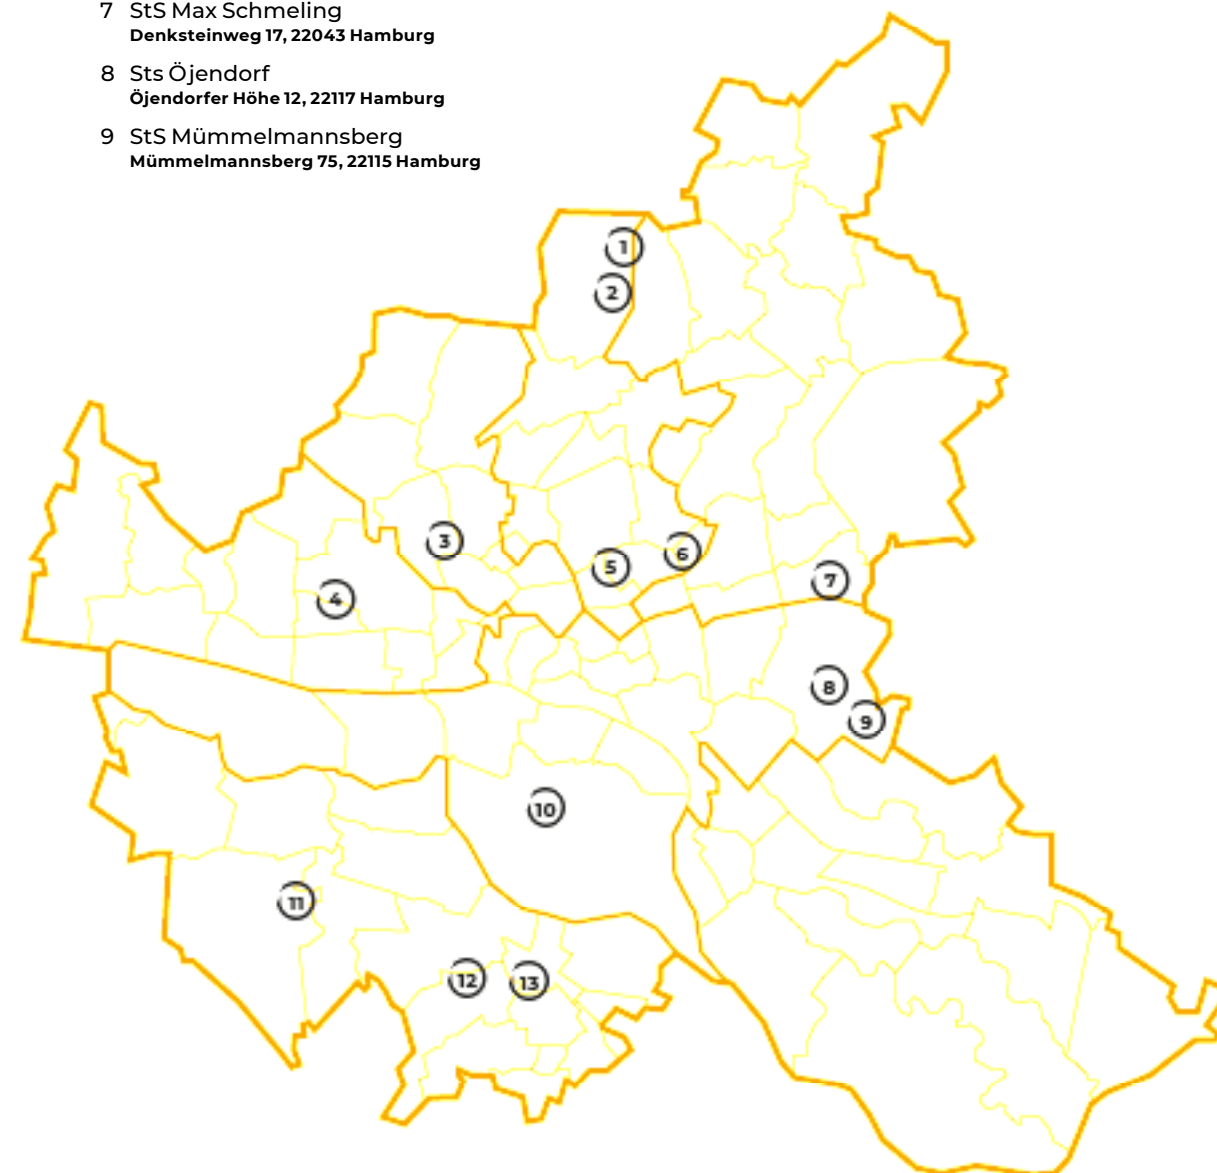 7 StS Max Schmeling
Denksteinweg 17, 22043 Hamburg
8 Sts Öjendorf
Öjendorfer Höhe 12, 22117 Hamburg
9 StS Mümmelmannsberg
Mümmelmannsberg 75, 22115 Hamburg
1
2
3
4
5
6
7
8
9
10
11
12
13